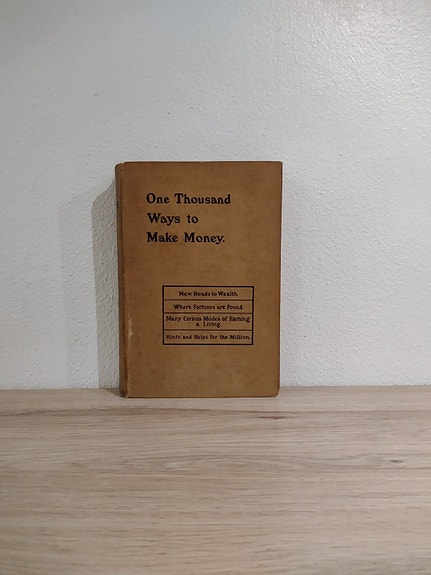 One Thousand
Ways to
Make Money.
New Roads to Wealth.
Where Fortunes are Found.
Many Curious Modes of Earning
a Living.
Hints and Helps for the Million.